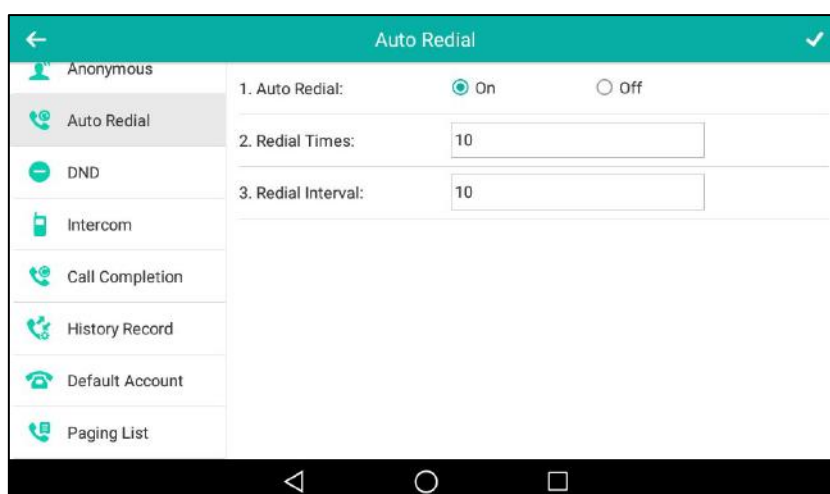 Auto Redial
Anonymous
Auto Redial
DND
Intercom
Call Completion
History Record
Default Account
Paging List
1. Auto Redial: On Off
2. Redial Times: 10
3. Redial Interval: 10